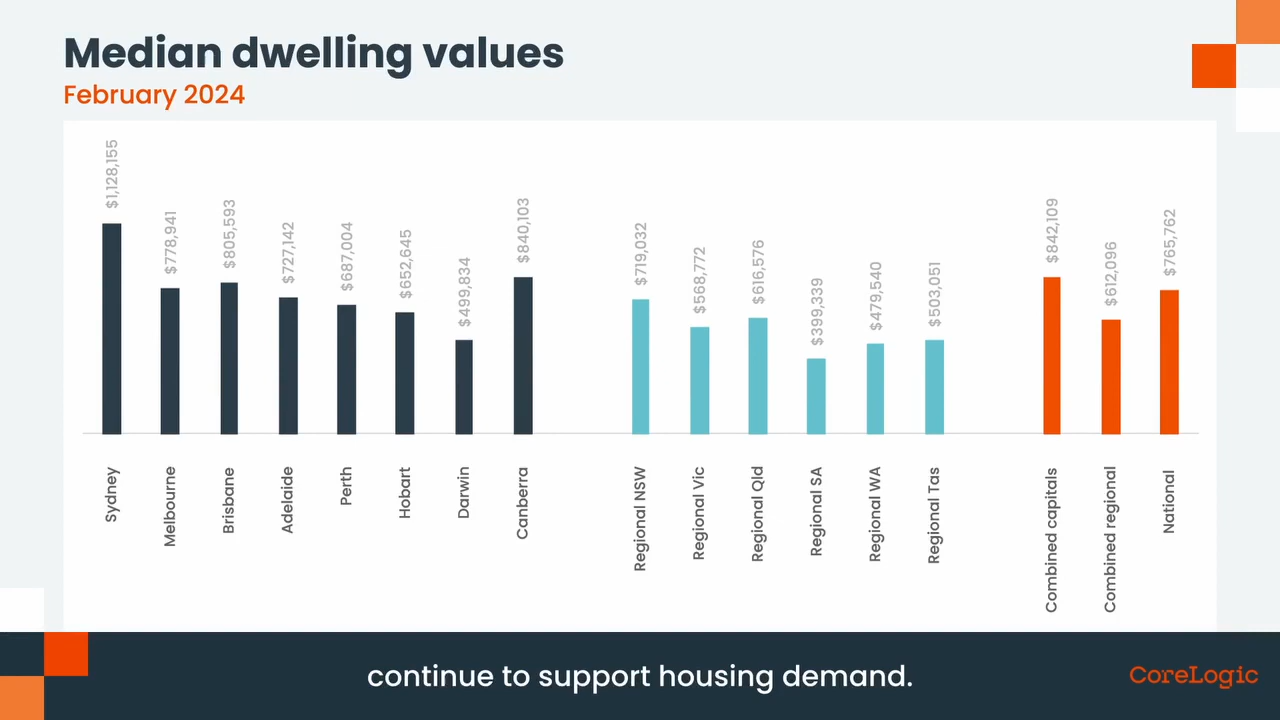 Median dwelling values
February 2024
$1,128,155
$778,941
$805,593
$727,142
$687,004
$652,645
$499,834
$840,103
$719,032
$568,772
$616,576
$399,339
$479,540
$503,051
$842,109
$612,096
$765,762
Sydney
Melbourne
Brisbane
Adelaide
Perth
Hobart
Darwin
Canberra
Regional NSW
Regional Vic
Regional Qld
Regional SA
Regional WA
Regional Tas
Combined capitals
Combined regional
National
continue to support housing demand.
CoreLogic